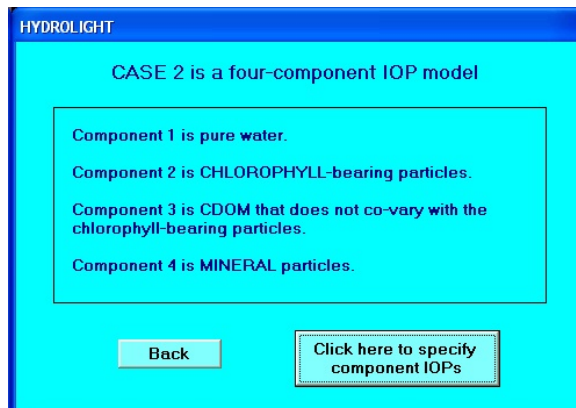 HYDROLIGHT
CASE 2 is a four-component IOP model
Component 1 is pure water.
Component 2 is CHLOROPHYLL-bearing particles.
Component 3 is CDOM that does not co-vary with the
chlorophyll-bearing particles.
Component 4 is MINERAL particles.
Back
Click here to specify
component IOPs